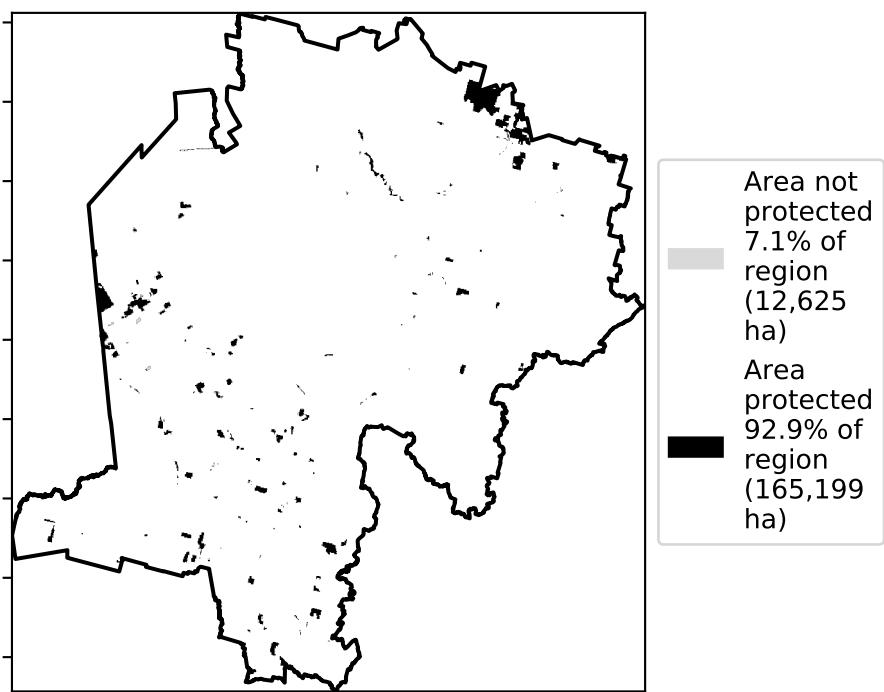 Area not
protected
7.1% of
region
(12,625
ha)
Area
protected
92.9% of
region
(165,199
ha)